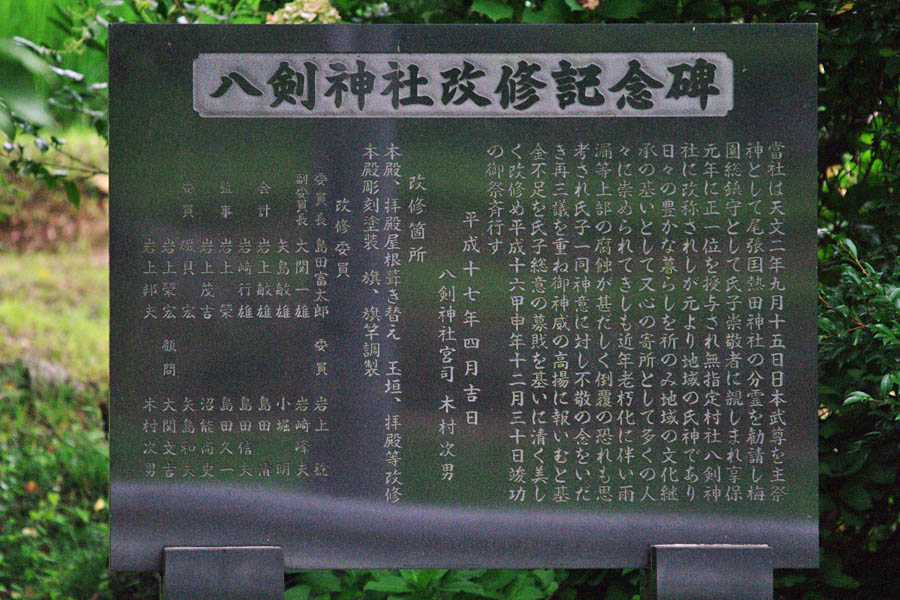 八剣神社改修記念碑
當社は天文二年九月十五日日本武尊を主祭
神として尾張国熱田神社の分霊を勧請し梅
園総鎮守として氏子崇敬者に親しまれ享保
元年に正一位を授与され無指定村社八剣神
社に改称されしが元より地域の氏神であり
日々の豊かな暮らしを祈のみ地域の文化継
承の基いとして又心の寄所として多くの人
々に崇められてきしも近年老朽化に伴い雨
漏等上部の腐蝕が甚だしく倒覆の恐れも思
考され氏子一同神意に対し不敬の念をいだ
き再三議を重ね御神威の高揚に報いむと基
金不足を氏子総意の募財を基いに清く美し
く改修め平成十六甲申年十二月三十日竣功
の御祭斉行す
平成十七年四月吉日
八剣神社宮司 木村次男
改修箇所
本殿、拝殿屋根葺き替え 玉垣、拝殿等改修
本殿彫刻塗装 旗、旗竿調製
改修委員
委員長 島田富太郎 委員 岩上
副委員長 大関一雄 岩崎峰夫
矢島敏雄 小堀 明
会計 岩上敏雄 島田 清
岩崎行雄 島田信夫
監事 岩上 榮 島田久一
岩上茂吉 沼能尚史
委員 貝 宏 矢島和夫
岩上榮宏 顧問 大関文吉
岩上邦夫 木村次男